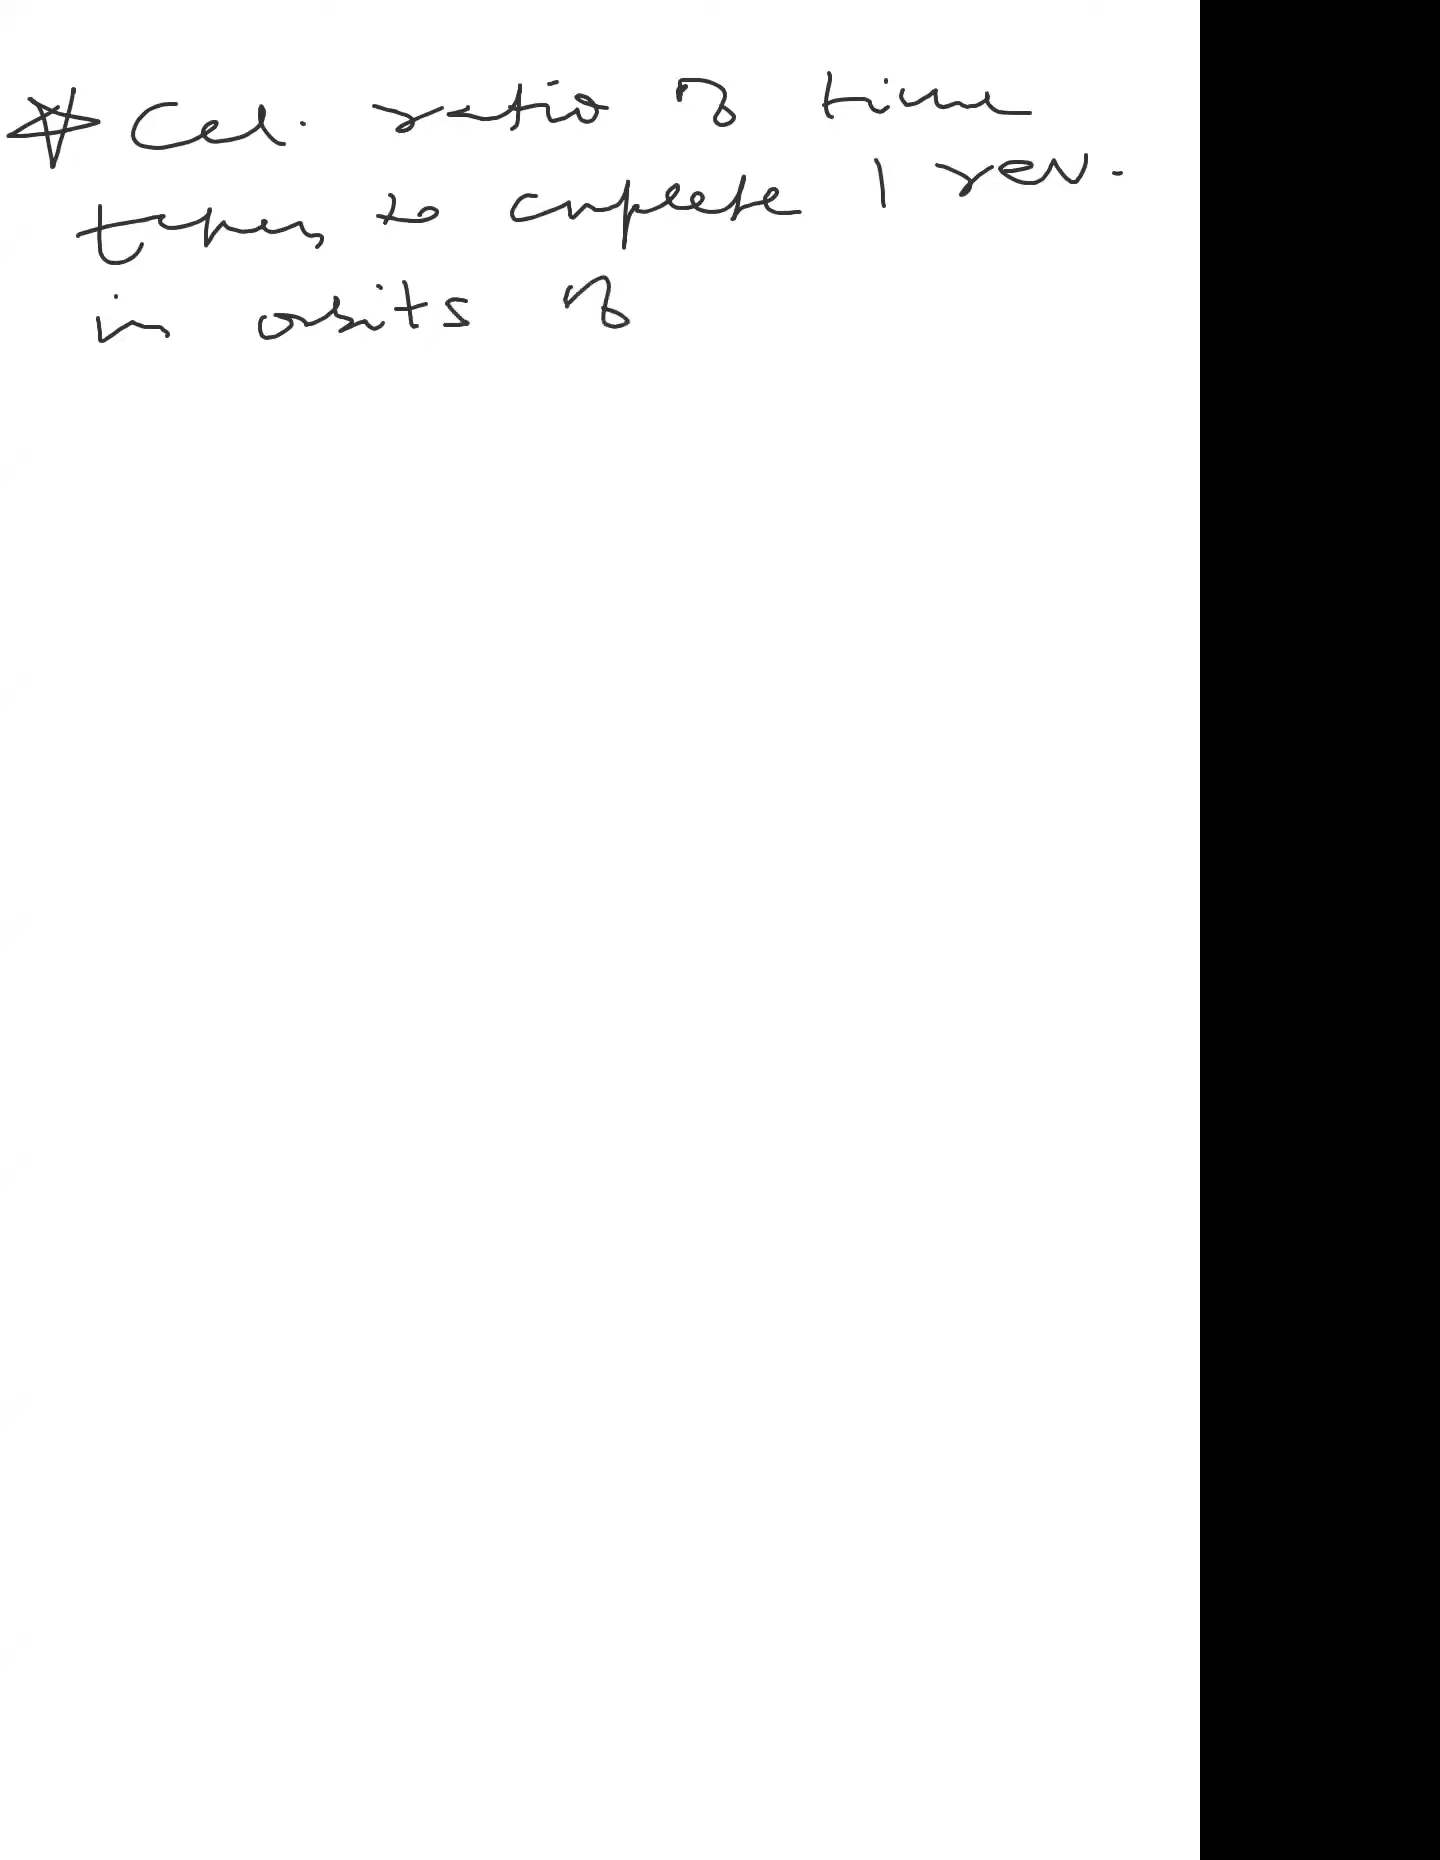 Cal. ratio of time
taken to complete 1 rev.
in orbits of